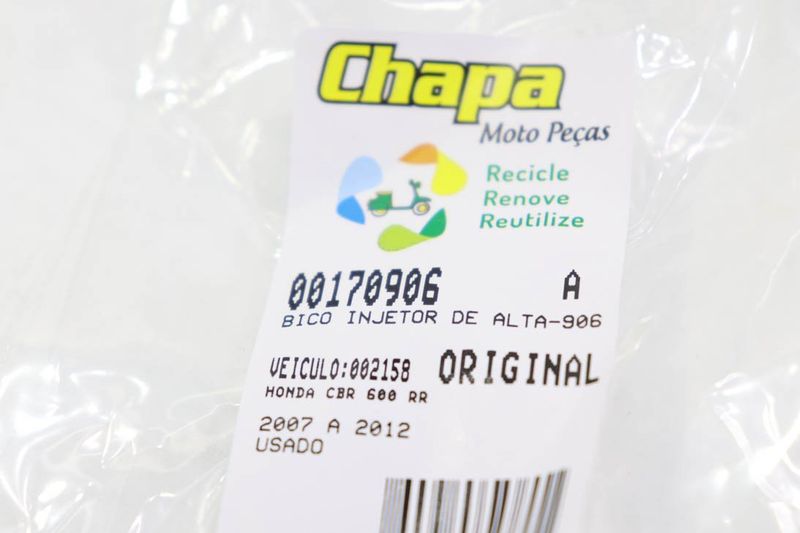 Chapa
Moto Peças
Recicle
Renove
Reutilize
00170906 A
BICO INJETOR DE ALTA-906
VEICULO:002158 ORIGINAL
HONDA CBR 600 RR
2007 A 2012
USADO